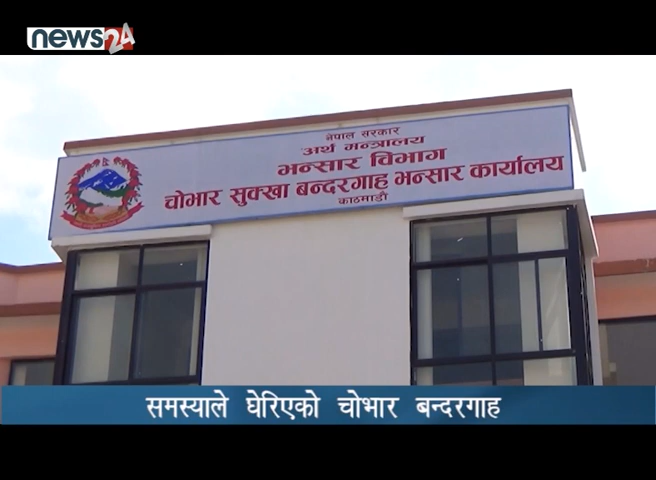 news24
नेपाल सरकार
अर्थ मन्त्रालय
भन्सार विभाग
चोभार सुक्खा बन्दरगाह भन्सार कार्यालय
काठमाडौं
समस्याले घेरिएको चोभार बन्दरगाह